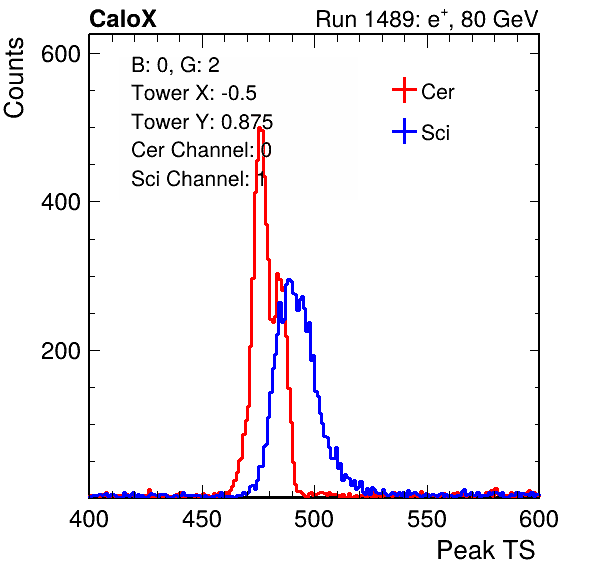 CaloX Run 1489: e+, 80 GeV
Counts
B: 0, G: 2
Tower X: -0.5
Tower Y: 0.875
Cer Channel: 0
Sci Channel: 1
Cer
Sci
600
400
200
400 450 500 550 600
Peak TS